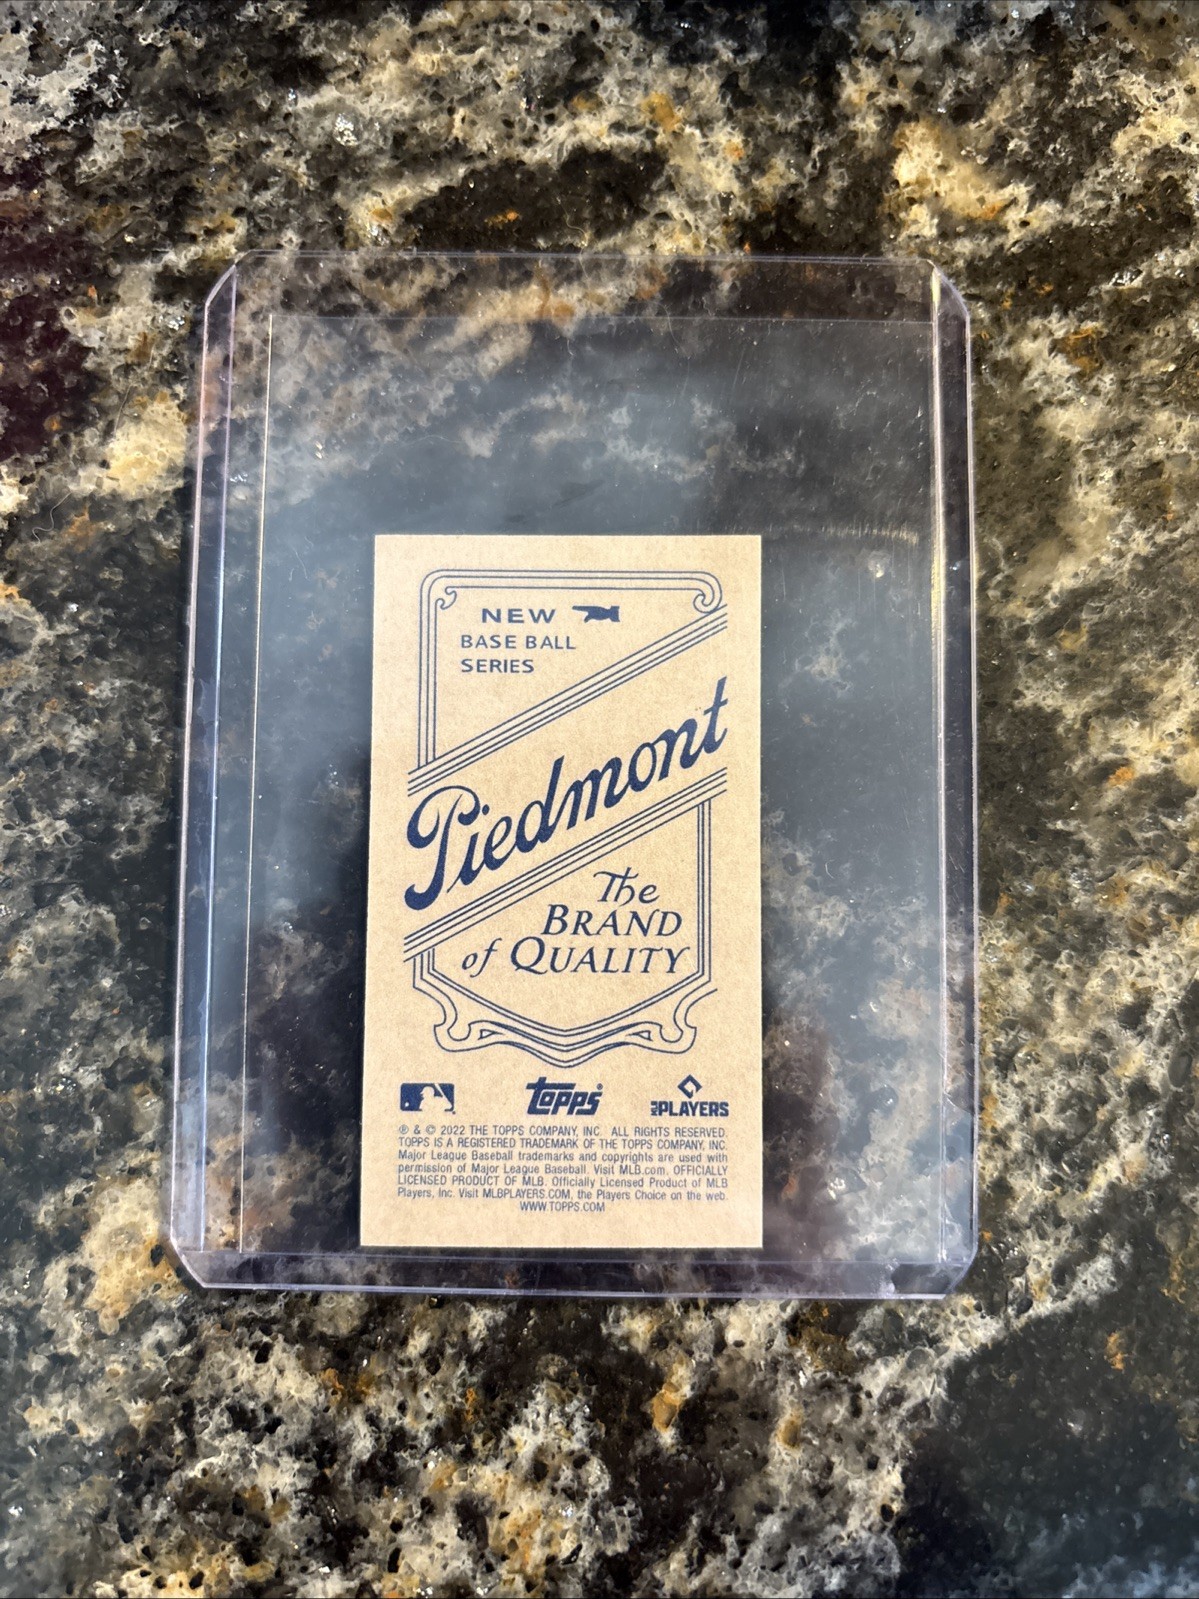 NEW
BASE BALL
SERIES
Piedmont
The
BRAND
of QUALITY
Topps
MLB PLAYERS
® & © 2022 THE TOPPS COMPANY, INC. ALL RIGHTS RESERVED.
TOPPS IS A REGISTERED TRADEMARK OF THE TOPPS COMPANY, INC.
Major League Baseball trademarks and copyrights are used with
permission of Major League Baseball. Visit MLB.com. OFFICIALLY
LICENSED PRODUCT OF MLB. Officially Licensed Product of MLB
Players, Inc. Visit MLBPLAYERS.COM, the Players Choice on the web.
WWW.TOPPS.COM